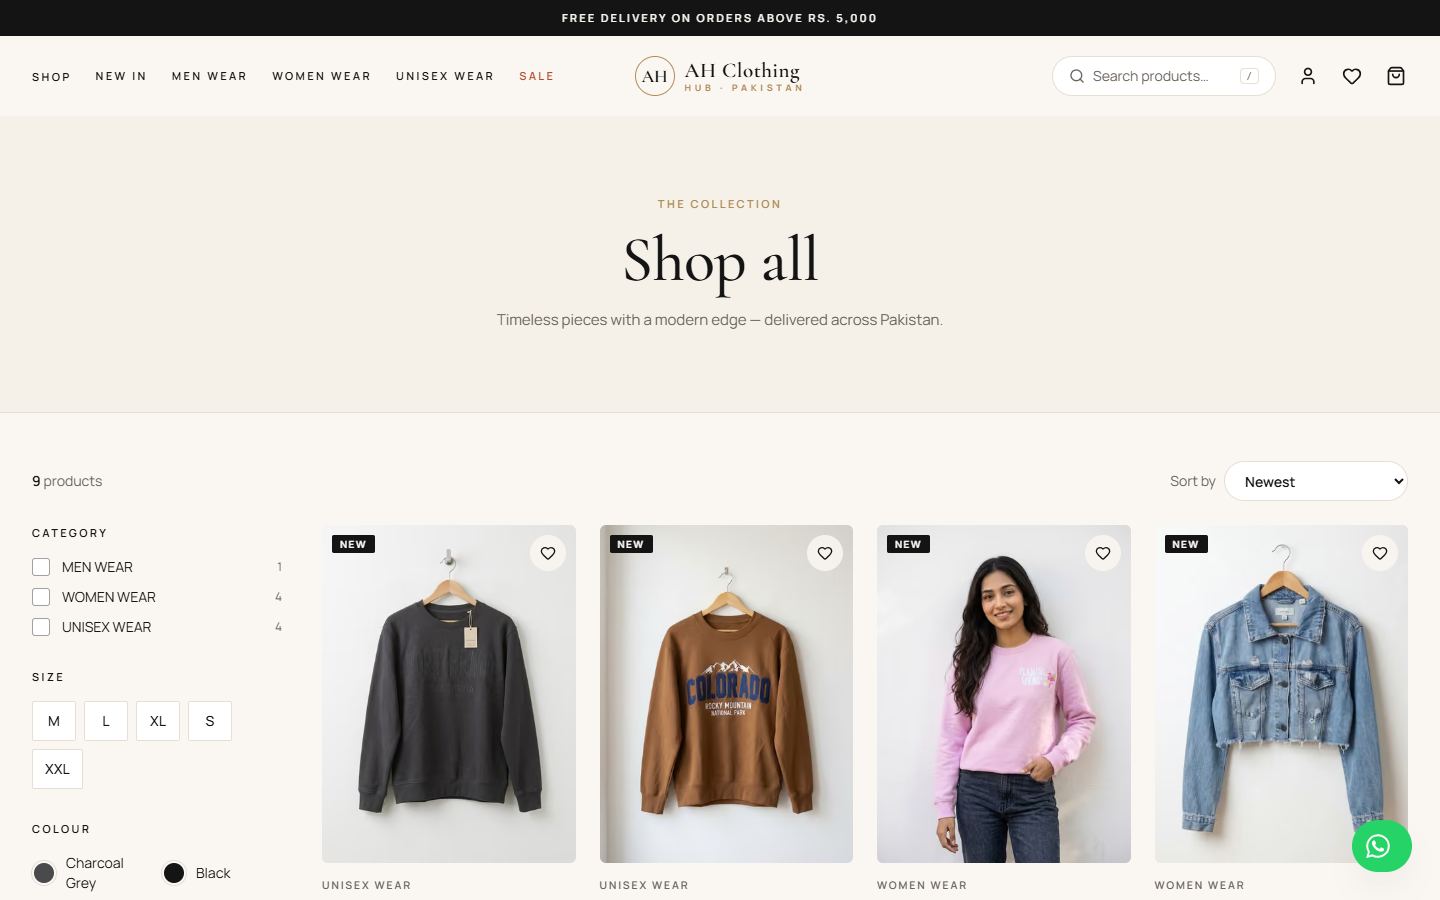 FREE DELIVERY ON ORDERS ABOVE RS. 5,000
SHOP NEW IN MEN WEAR WOMEN WEAR UNISEX WEAR SALE
AH AH Clothing
HUB · PAKISTAN
Search products... /
THE COLLECTION
Shop all
Timeless pieces with a modern edge — delivered across Pakistan.
9 products
Sort by Newest
CATEGORY
MEN WEAR 1
WOMEN WEAR 4
UNISEX WEAR 4
SIZE
M L XL S
XXL
COLOUR
Charcoal Grey
Black
NEW
UNISEX WEAR
NEW
COLORADO
ROCKY MOUNTAIN
NATIONAL PARK
UNISEX WEAR
NEW
WOMEN WEAR
NEW
WOMEN WEAR